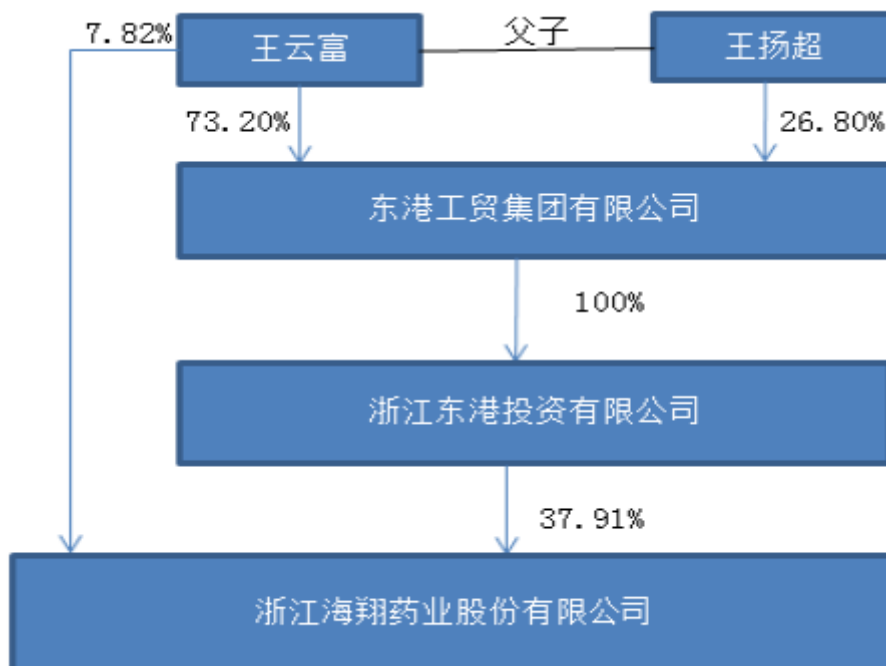 7.82%
王云富
父子
王扬超
73.20%
26.80%
东港工贸集团有限公司
100%
浙江东港投资有限公司
37.91%
浙江海翔药业股份有限公司